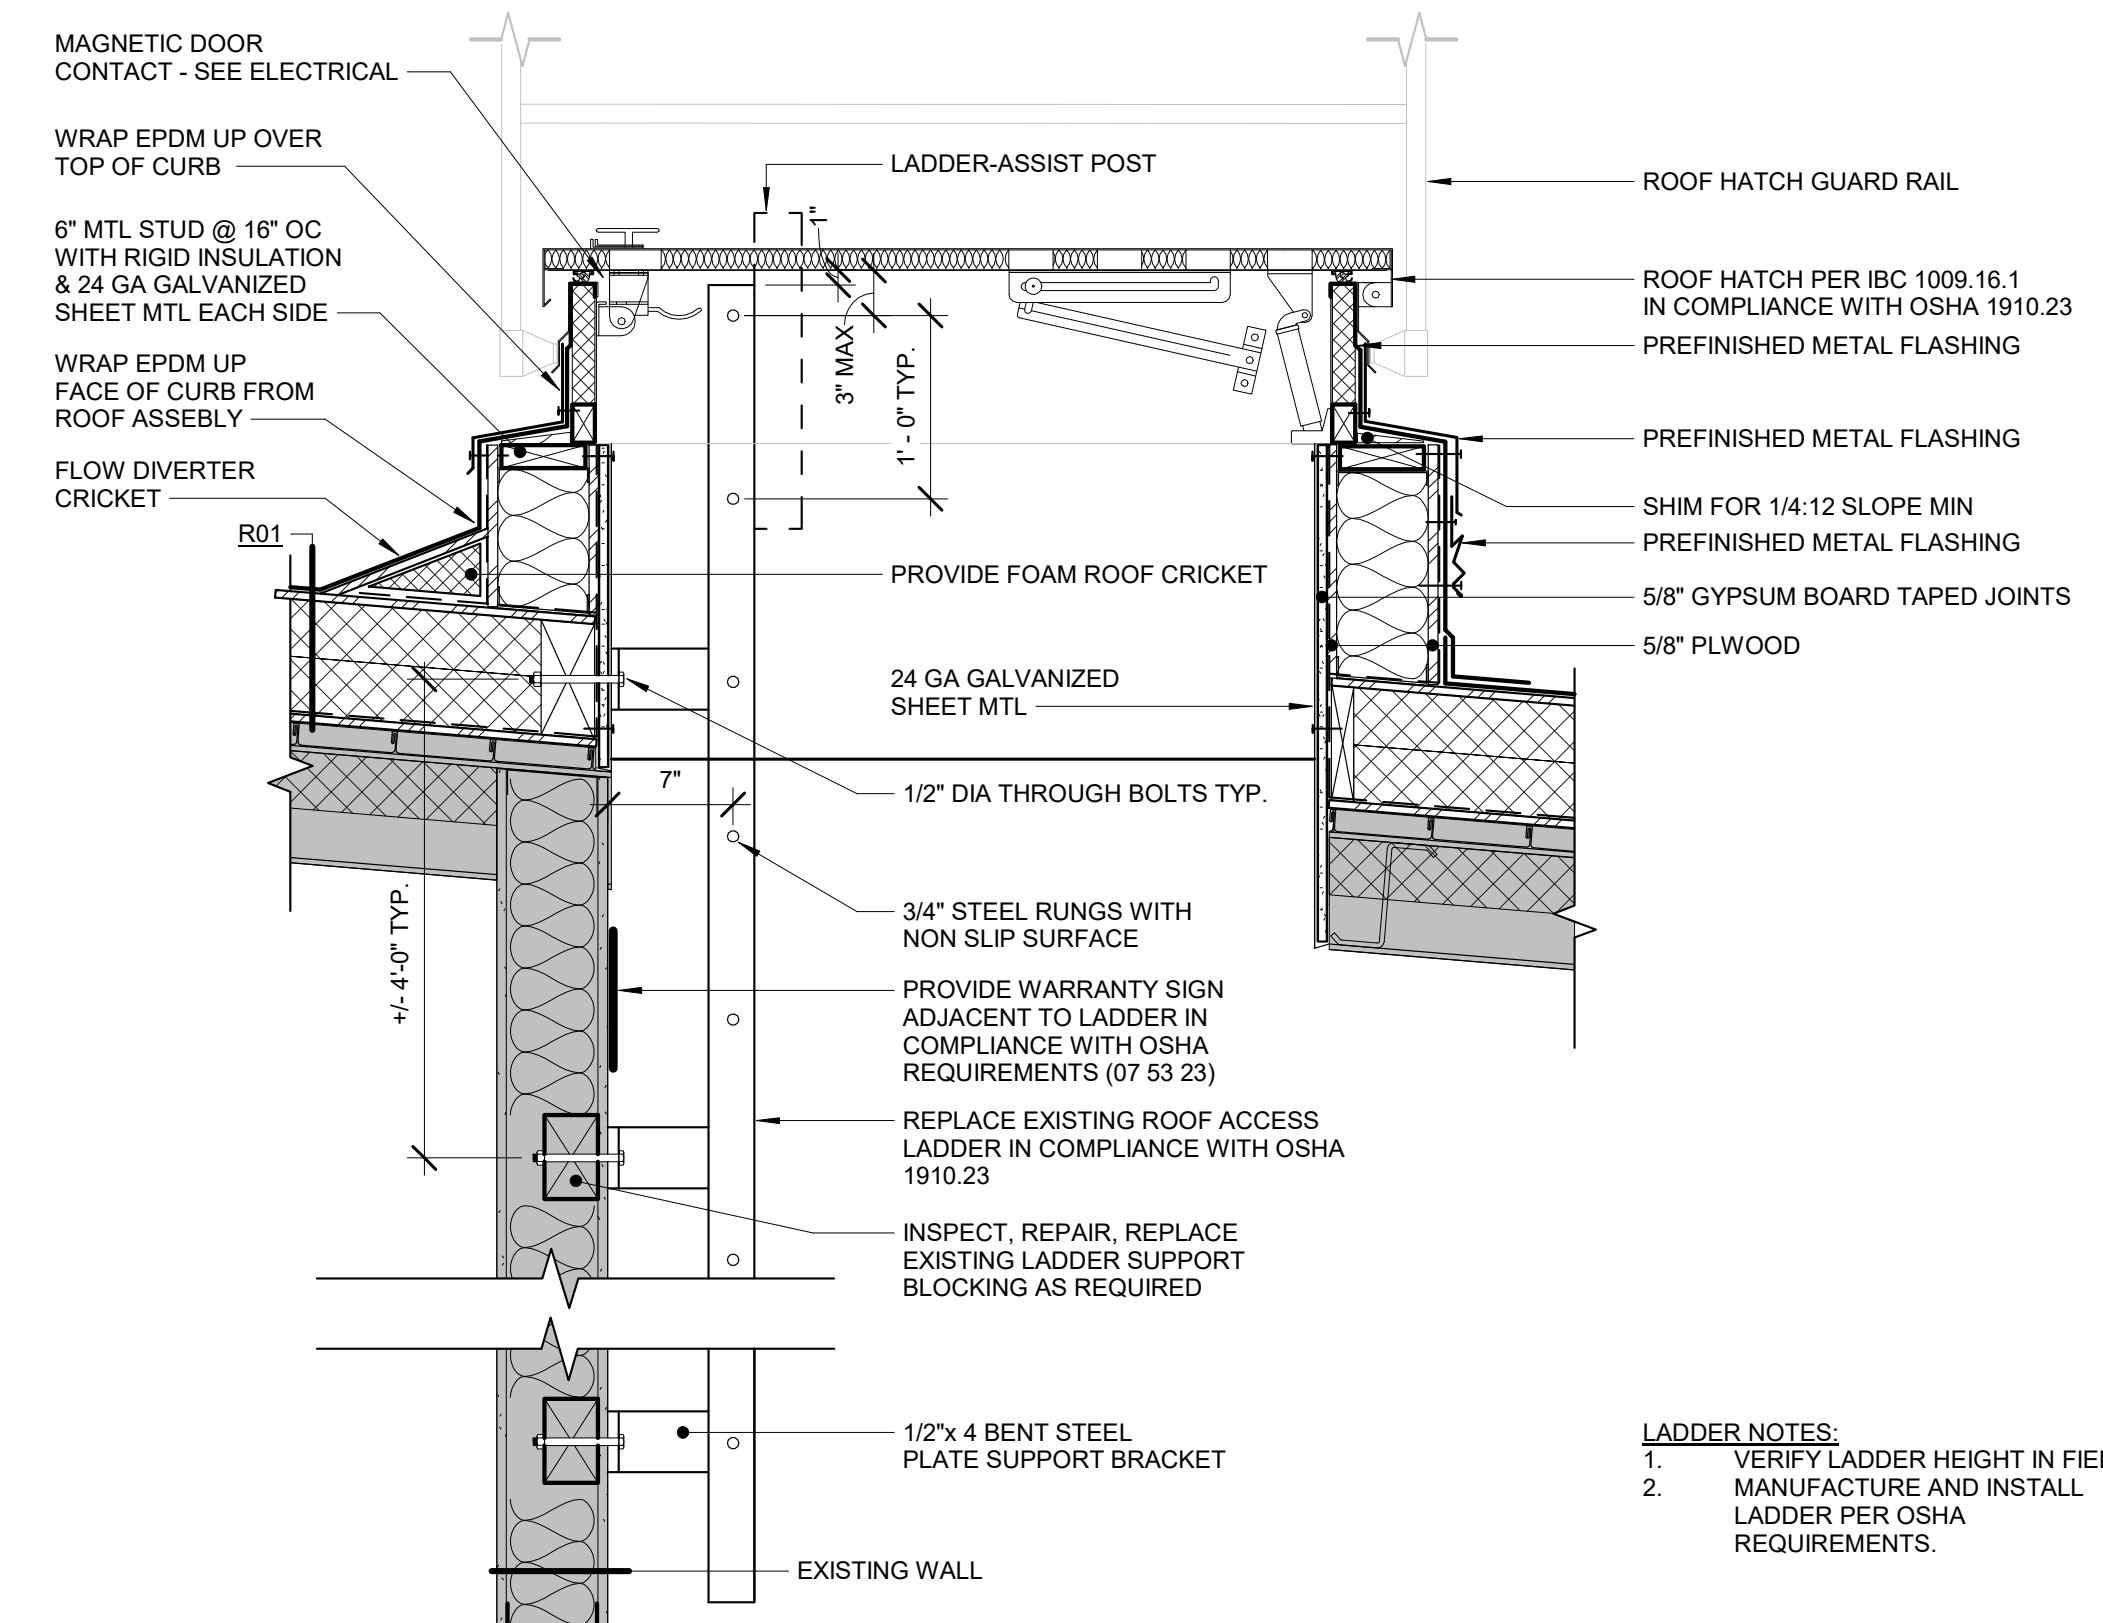 MAGNETIC DOOR
CONTACT - SEE ELECTRICAL
WRAP EPDM UP OVER
TOP OF CURB
6" MTL STUD @ 16" OC
WITH RIGID INSULATION
& 24 GA GALVANIZED
SHEET MTL EACH SIDE
WRAP EPDM UP
FACE OF CURB FROM
ROOF ASSEBLY
FLOW DIVERTER
CRICKET
R01
+/- 4'-0" TYP.
7"
1"
3" MAX
1' - 0" TYP.
LADDER-ASSIST POST
PROVIDE FOAM ROOF CRICKET
24 GA GALVANIZED
SHEET MTL
1/2" DIA THROUGH BOLTS TYP.
3/4" STEEL RUNGS WITH
NON SLIP SURFACE
PROVIDE WARRANTY SIGN
ADJACENT TO LADDER IN
COMPLIANCE WITH OSHA
REQUIREMENTS (07 53 23)
REPLACE EXISTING ROOF ACCESS
LADDER IN COMPLIANCE WITH OSHA
1910.23
INSPECT, REPAIR, REPLACE
EXISTING LADDER SUPPORT
BLOCKING AS REQUIRED
1/2"x 4 BENT STEEL
PLATE SUPPORT BRACKET
EXISTING WALL
ROOF HATCH GUARD RAIL
ROOF HATCH PER IBC 1009.16.1
IN COMPLIANCE WITH OSHA 1910.23
PREFINISHED METAL FLASHING
PREFINISHED METAL FLASHING
SHIM FOR 1/4:12 SLOPE MIN
PREFINISHED METAL FLASHING
5/8" GYPSUM BOARD TAPED JOINTS
5/8" PLWOOD
LADDER NOTES:
1. VERIFY LADDER HEIGHT IN
2. MANUFACTURE AND INSTALL
LADDER PER OSHA
REQUIREMENTS.